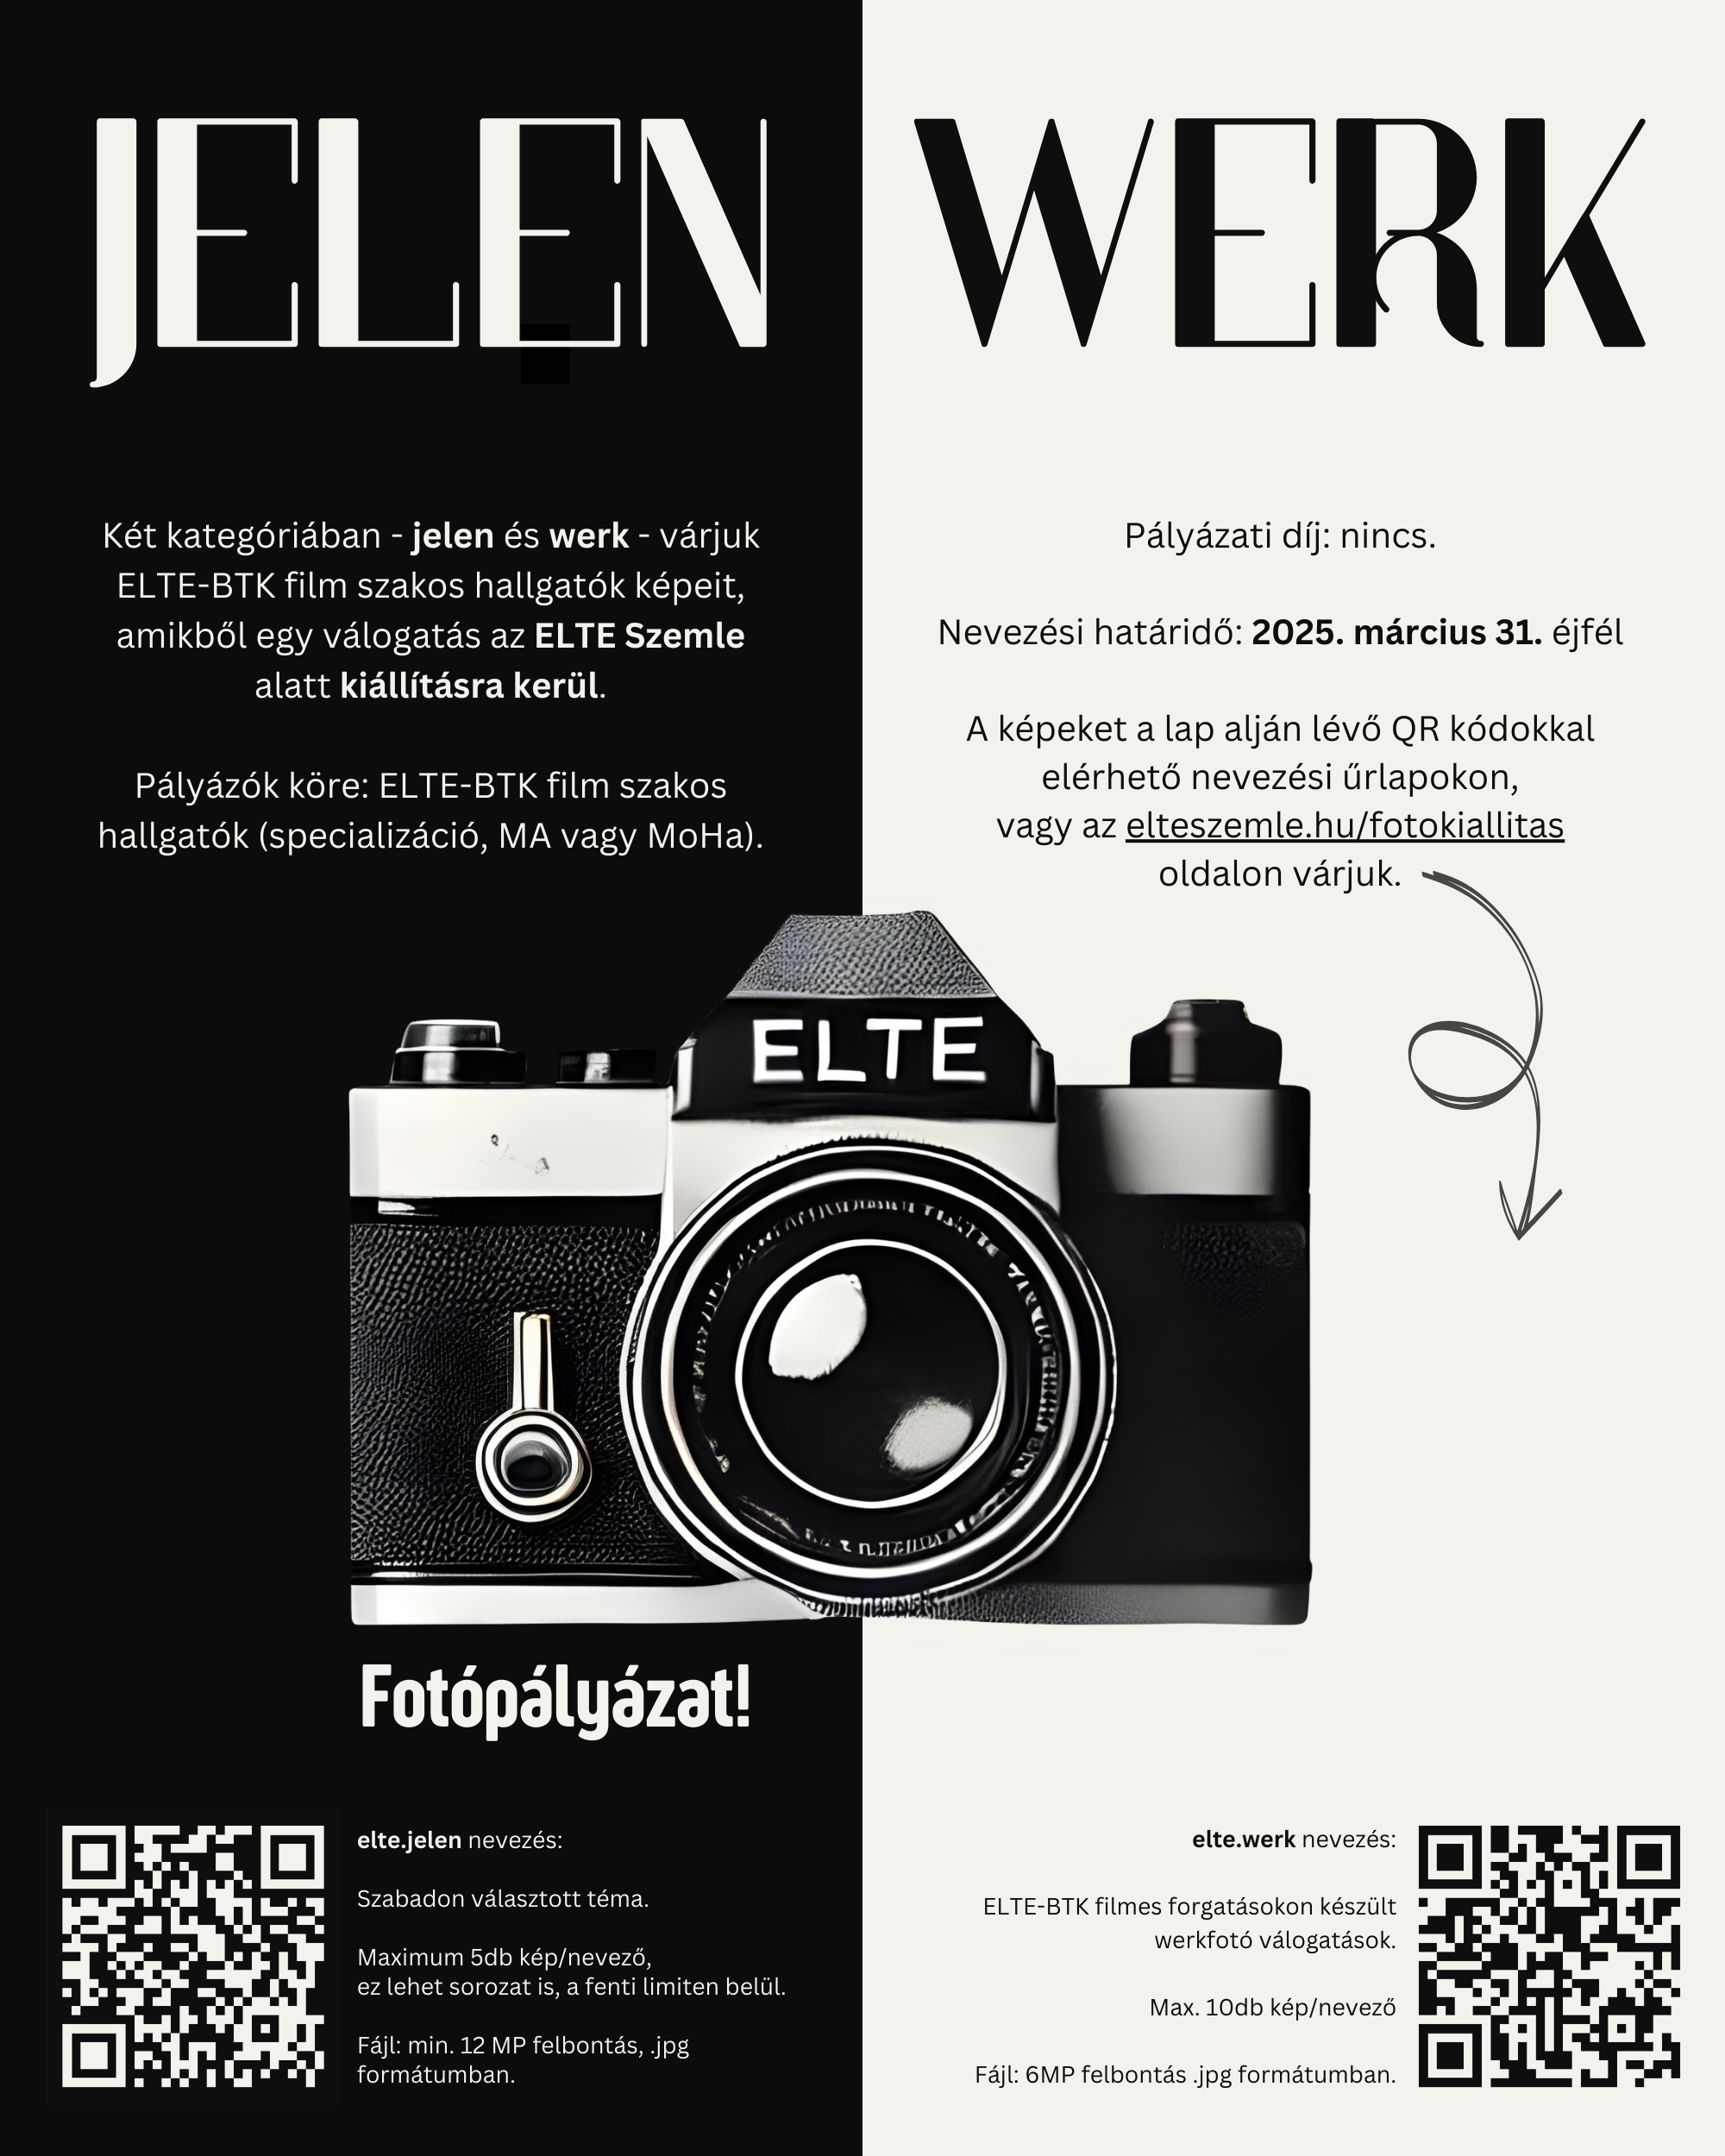 JELEN
WERK
Két kategóriában - jelen és werk - várjuk
ELTE-BTK film szakos hallgatók képeit,
amikből egy válogatás az ELTE Szemle
alatt kiállításra kerül.
Pályázók köre: ELTE-BTK film szakos
hallgatók (specializáció, MA vagy MoHa).
Pályázati díj: nincs.
Nevezési határidő: 2025. március 31. éjfél
A képeket a lap alján lévő QR kódokkal
elérhető nevezési űrlapokon,
vagy az elteszemle.hu/fotokiallitas
oldalon várjuk.
ELTE
Fotópályázat!
elte.jelen nevezés:
Szabadon választott téma.
Maximum 5db kép/nevező,
ez lehet sorozat is, a fenti limiten belül.
Fájl: min. 12 MP felbontás, .jpg
formátumban.
elte.werk nevezés:
ELTE-BTK filmes forgatásokon készült
werkfotó válogatások.
Max. 10db kép/nevező
Fájl: 6MP felbontás .jpg formátumban.